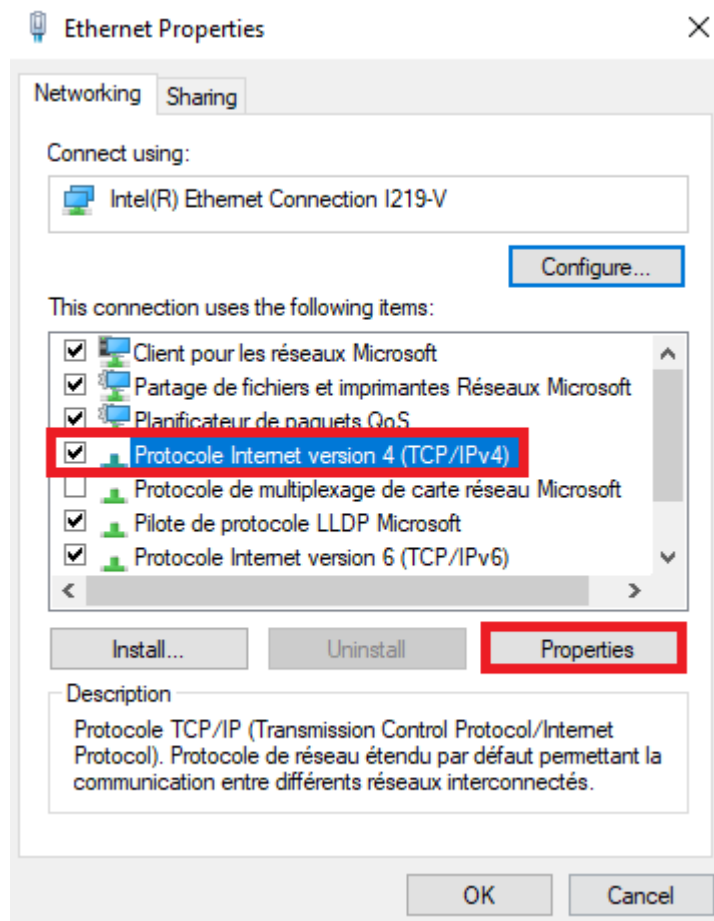 Ethernet Properties
Networking
Sharing
Connect using:
Intel(R) Ethernet Connection I219-V
Configure...
This connection uses the following items:
Client pour les réseaux Microsoft
Partage de fichiers et imprimantes Réseaux Microsoft
Planificateur de paquets QoS
Protocole Internet version 4 (TCP/IPv4)
Protocole de multiplexage de carte réseau Microsoft
Pilote de protocole LLDP Microsoft
Protocole Internet version 6 (TCP/IPv6)
Install...
Uninstall
Properties
Description
Protocole TCP/IP (Transmission Control Protocol/Internet
Protocol). Protocole de réseau étendu par défaut permettant la
communication entre différents réseaux interconnectés.
OK
Cancel